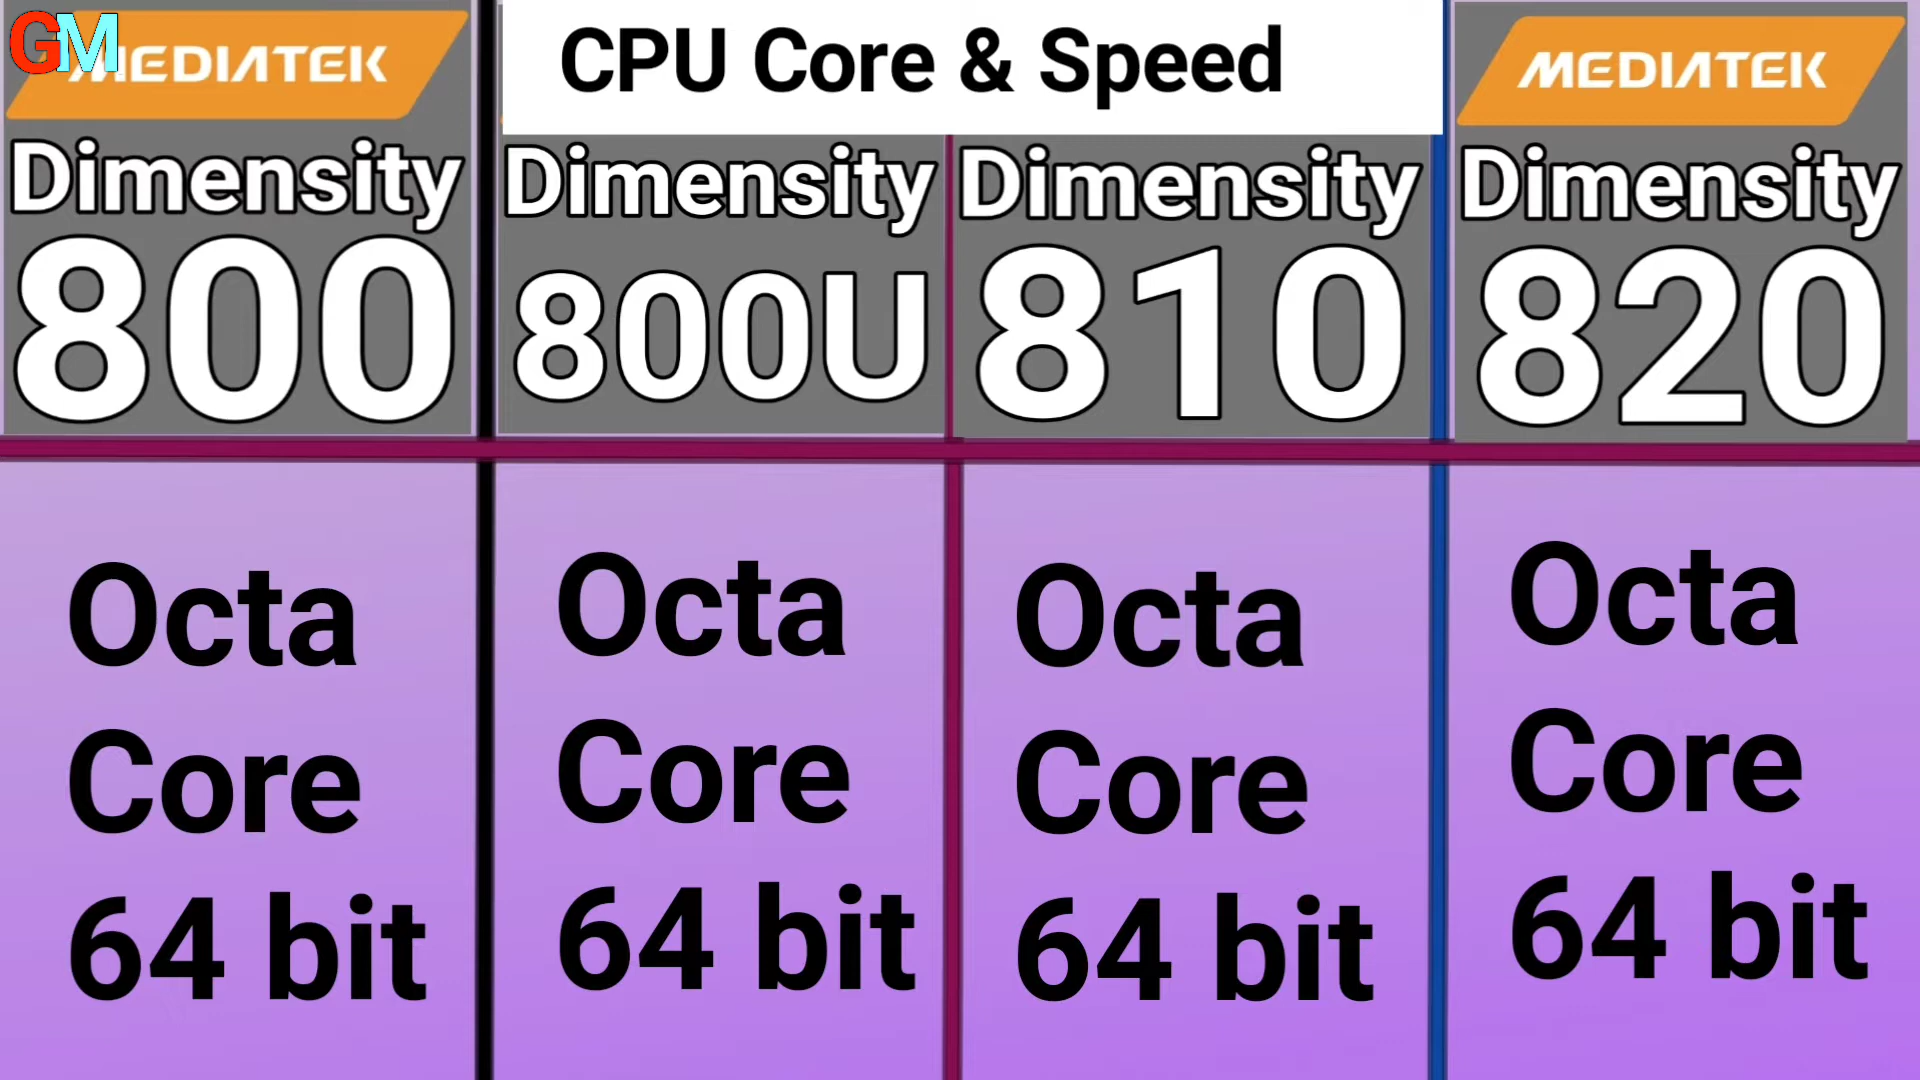 GM
MEDIATEK
CPU Core & Speed
MEDIATEK
Dimensity
800
Dimensity
800U
Dimensity
810
Dimensity
820
Octa
Core
64 bit
Octa
Core
64 bit
Octa
Core
64 bit
Octa
Core
64 bit